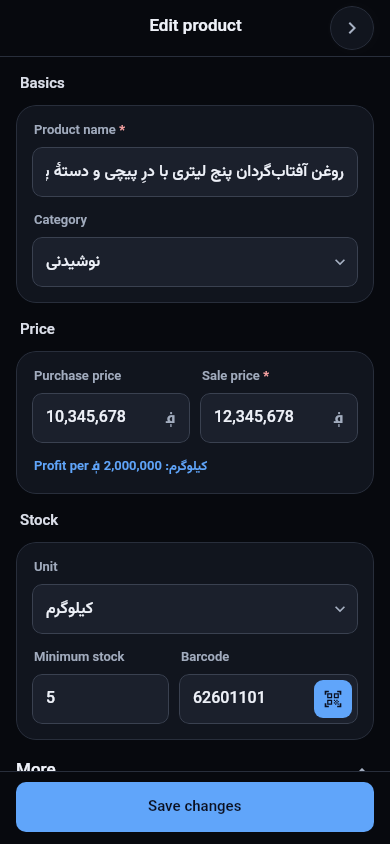 Edit product
Basics
Product name *
روغن آفتاب‌گردان پنج لیتری با درِ پیچی و دستهٔ
Category
نوشیدنی
Price
Purchase price
Sale price *
10,345,678 ؋
12,345,678 ؋
Profit per کیلوگرم: 2,000,000 ؋
Stock
Unit
کیلوگرم
Minimum stock
Barcode
5
62601101
More
Save changes